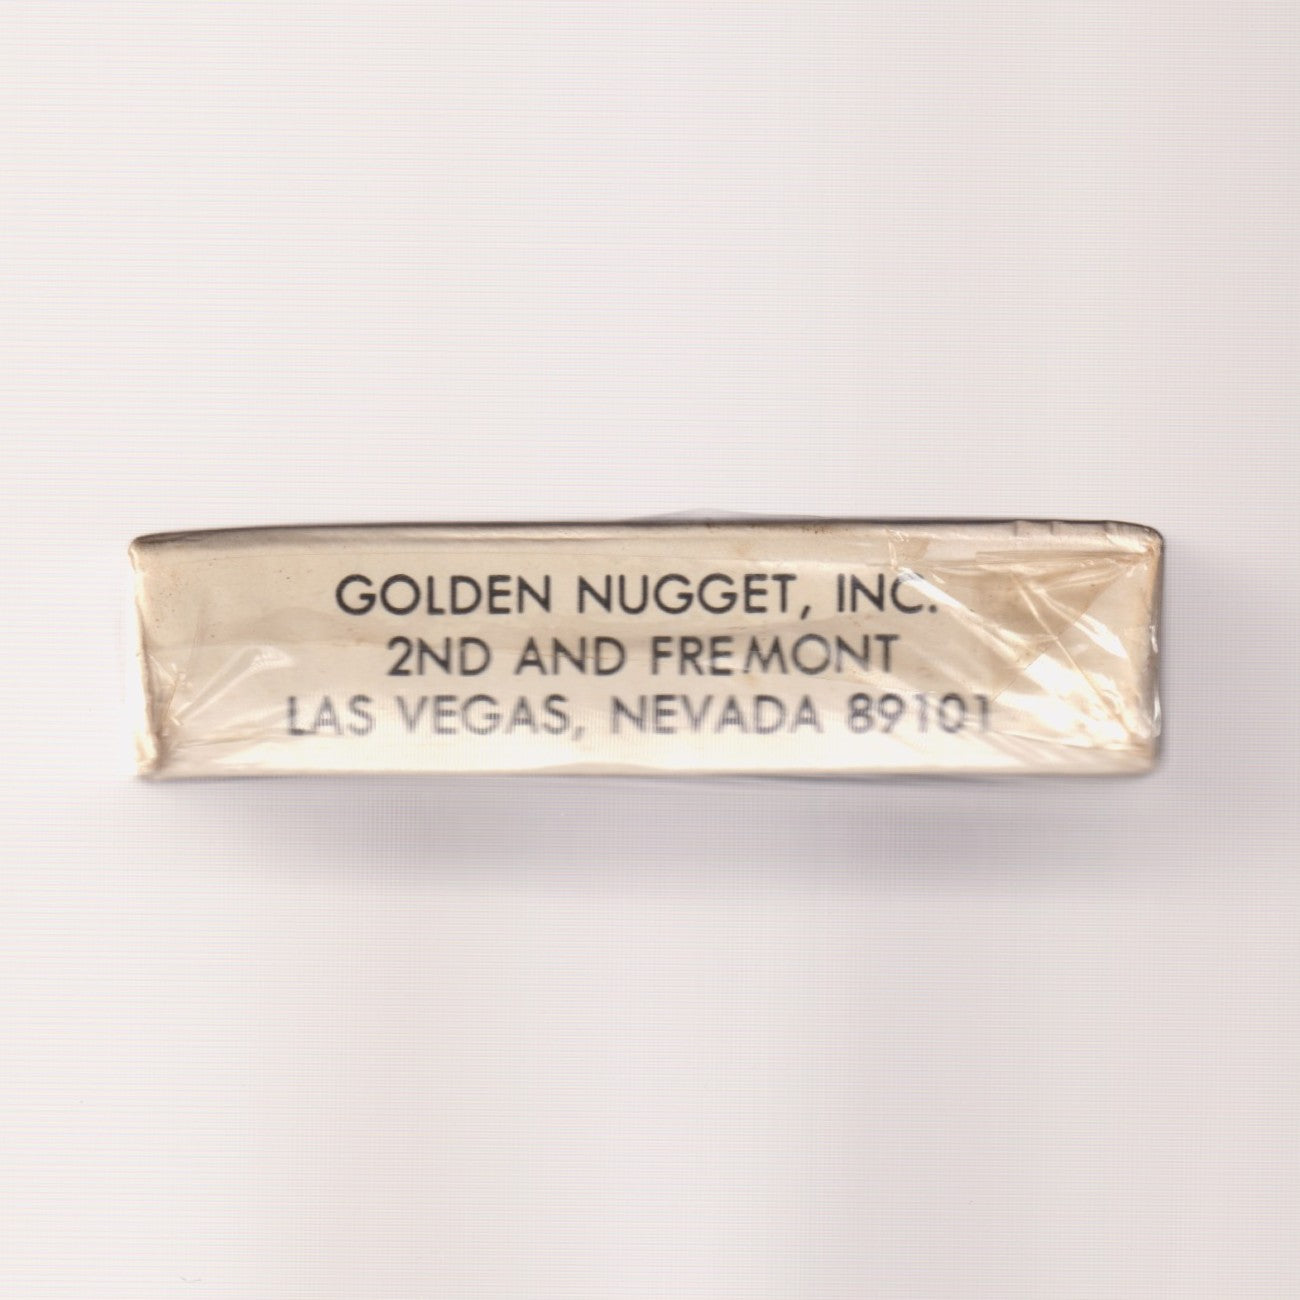 GOLDEN NUGGET, INC.
2ND AND FREMONT
LAS VEGAS, NEVADA 89101